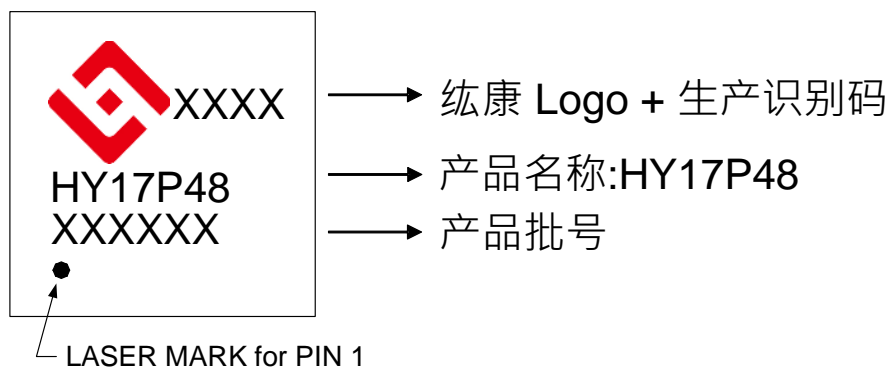 XXXX
纮康 Logo + 生产识别码
HY17P48
产品名称:HY17P48
XXXXXX
产品批号
LASER MARK for PIN 1